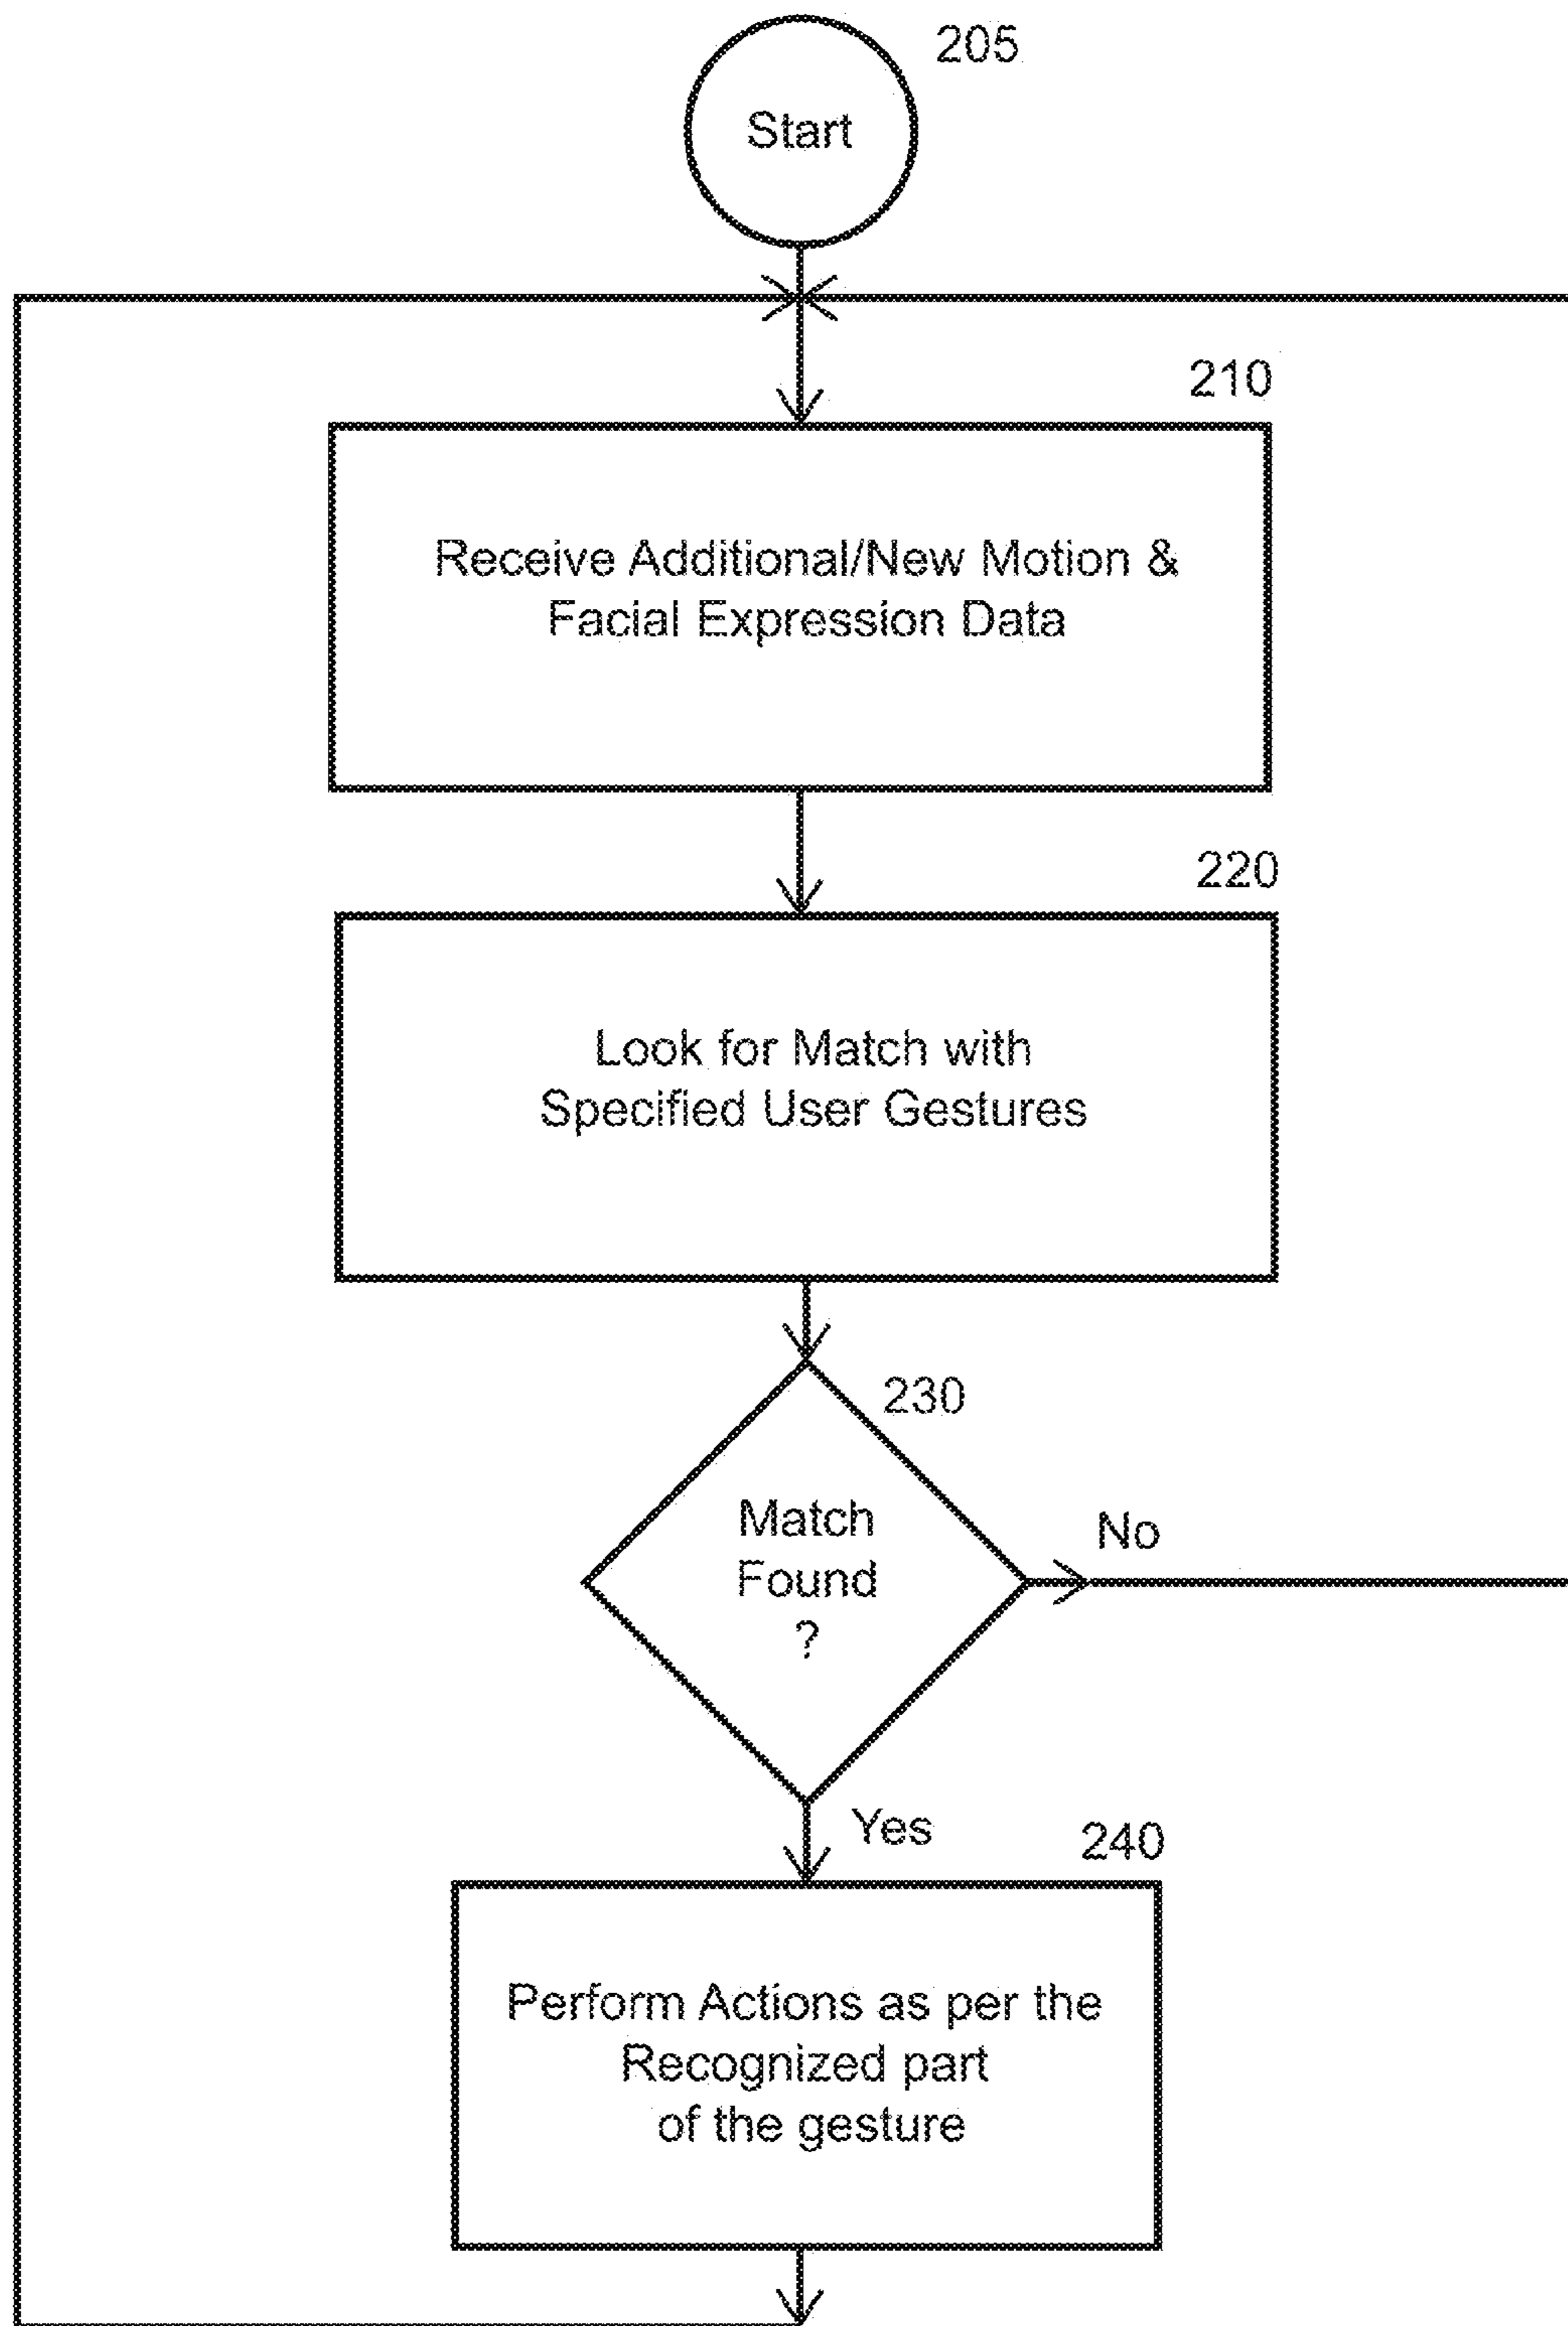 205
Start
210
Receive Additional/New Motion &
Facial Expression Data
220
Look for Match with
Specified User Gestures
230
Match
Found
?
No
Yes
240
Perform Actions as per the
Recognized part
of the gesture